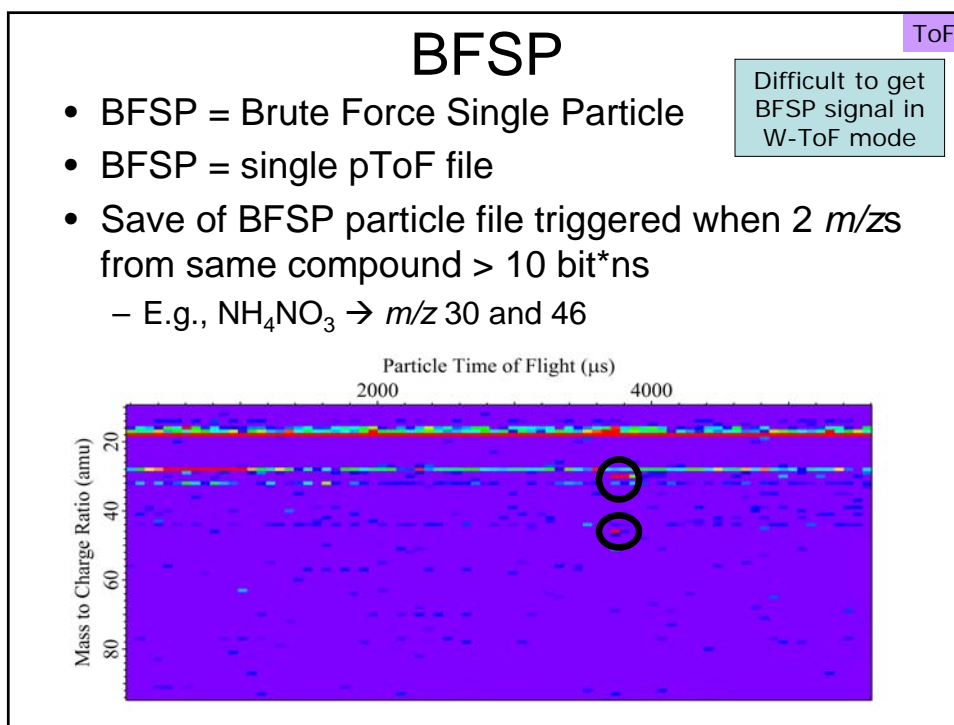 BFSP
ToF
Difficult to get
BFSP signal in
W-ToF mode
• BFSP = Brute Force Single Particle
• BFSP = single pToF file
• Save of BFSP particle file triggered when 2 m/zs
from same compound > 10 bit*ns
– E.g., NH₄NO₃ → m/z 30 and 46
Particle Time of Flight (µs)
2000 4000
Mass to Charge Ratio (amu)
20
40
60
80